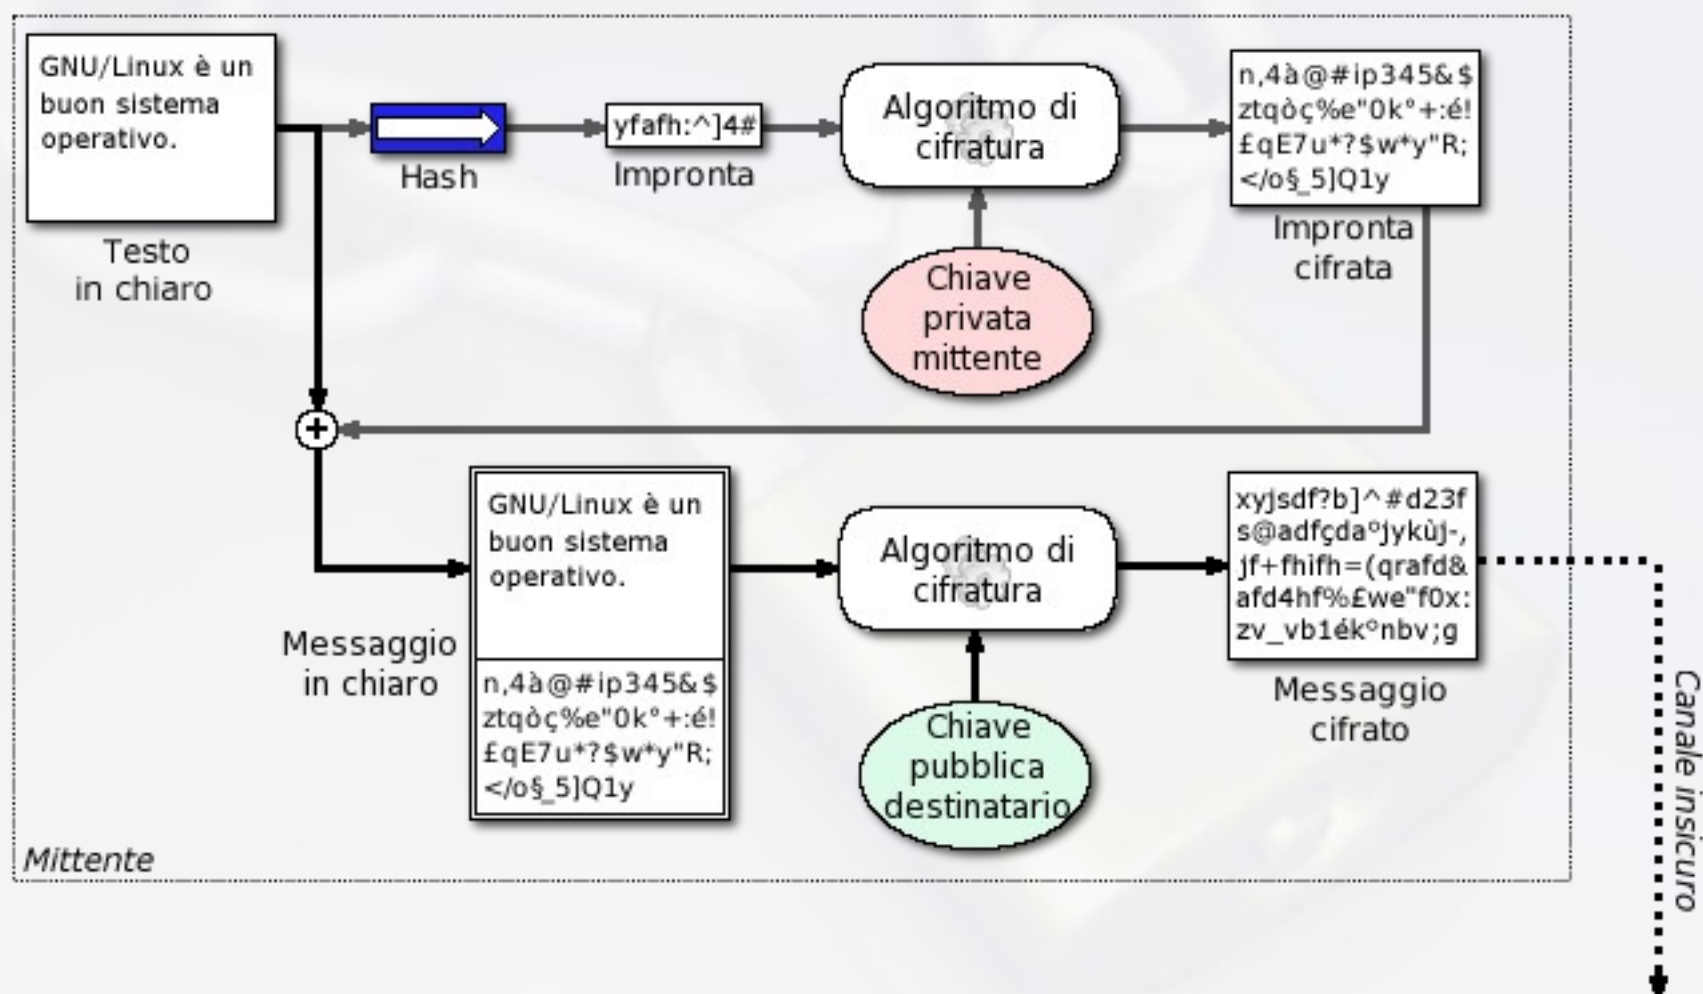 GNU/Linux è un
buon sistema
operativo.
Testo
in chiaro
Hash
yfafh:^]4#
Impronta
Algoritmo di
cifratura
Chiave
privata
mittente
n,4à@#ip345&$
ztqòç%e"0k°+:é!
£qE7u*?$w*y"R;
</o§_5]Q1y
Impronta
cifrata
+
Messaggio
in chiaro
GNU/Linux è un
buon sistema
operativo.
n,4à@#ip345&$
ztqòç%e"0k°+:é!
£qE7u*?$w*y"R;
</o§_5]Q1y
Algoritmo di
cifratura
Chiave
pubblica
destinatario
xyjsdf?b]^#d23f
s@adfçda°jykùj-,
jf+fhìfh=(qrafd&
afd4hf%£we"f0x:
zv_vb1ék°nbv;g
Messaggio
cifrato
Canale insicuro
Mittente